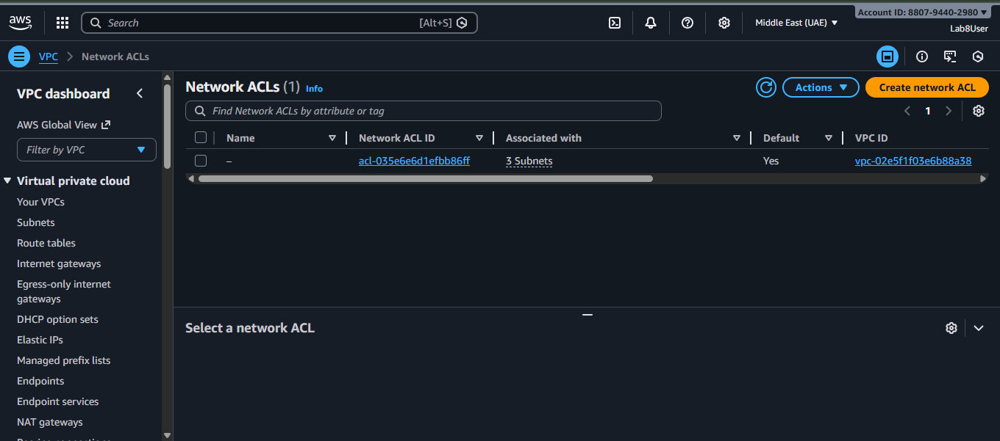 aws
Search [Alt+S]
Middle East (UAE) ▼
Account ID: 8807-9440-2980 ▼
Lab8User
VPC > Network ACLs
VPC dashboard
AWS Global View
Filter by VPC
Virtual private cloud
Your VPCs
Subnets
Route tables
Internet gateways
Egress-only internet
gateways
DHCP option sets
Elastic IPs
Managed prefix lists
Endpoints
Endpoint services
NAT gateways
Network ACLs (1) Info
Actions ▼
Create network ACL
Find Network ACLs by attribute or tag
1
Name Network ACL ID Associated with Default VPC ID
– acl-035e6e6d1efbb86ff 3 Subnets Yes vpc-02e5f1f03e6b88a38
Select a network ACL